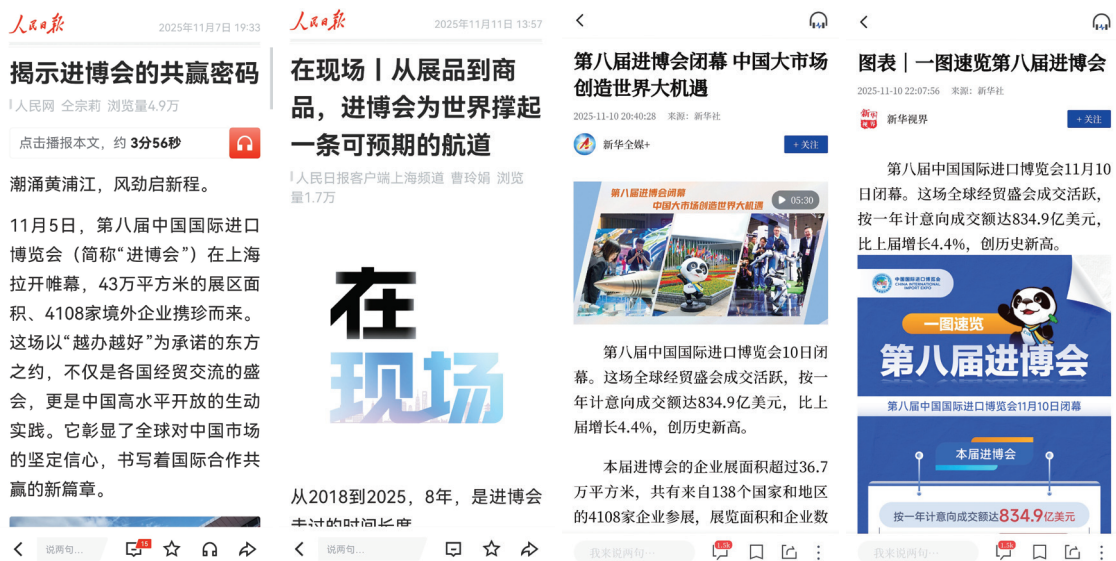 人民日报
2025年11月7日 19:33
揭示进博会的共赢密码
人民网 仝宗莉 浏览量4.9万
点击播报本文，约 3分56秒
潮涌黄浦江，风劲启新程。
11月5日，第八届中国国际进口
博览会（简称“进博会”）在上海
拉开帷幕，43万平方米的展区面
积、4108家境外企业携珍而来。
这场以“越办越好”为承诺的东方
之约，不仅是各国经贸交流的盛
会，更是中国高水平开放的生动
实践。它彰显了全球对中国市场
的坚定信心，书写着国际合作共
赢的新篇章。
说两句...
15
人民日报
2025年11月11日 13:57
在现场丨从展品到商
品，进博会为世界撑起
一条可预期的航道
人民日报客户端上海频道 曹玲娟 浏览
量1.7万
在
现场
从2018到2025，8年，是进博会
走过的时间长度
说两句...
第八届进博会闭幕 中国大市场
创造世界大机遇
2025-11-10 20:40:28 来源：新华社
新华全媒+
+ 关注
第八届进博会闭幕
中国大市场创造世界大机遇
05:30
第八届中国国际进口博览会10日闭
幕。这场全球经贸盛会成交活跃，按一
年计意向成交额达834.9亿美元，比上
届增长4.4%，创历史新高。
本届进博会的企业展面积超过36.7
万平方米，共有来自138个国家和地区
的4108家企业参展，展览面积和企业数
我来说两句...
1.5k
图表｜一图速览第八届进博会
2025-11-10 22:07:56 来源：新华社
新华视界
新华视界
+ 关注
第八届中国国际进口博览会11月10
日闭幕。这场全球经贸盛会成交活跃，
按一年计意向成交额达834.9亿美元，
比上届增长4.4%，创历史新高。
中国国际进口博览会
CHINA INTERNATIONAL
IMPORT EXPO
一图速览
第八届进博会
第八届中国国际进口博览会11月10日闭幕
本届进博会
按一年计意向成交额达834.9亿美元
我来说两句...
1.5k